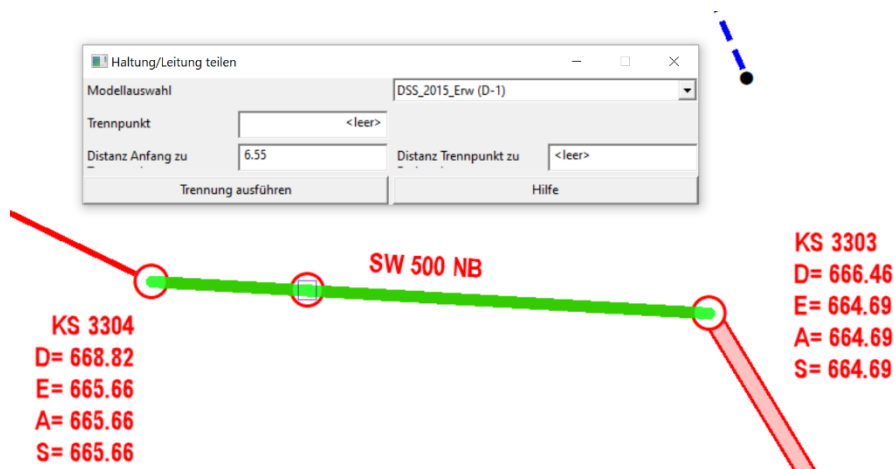 Haltung/Leitung teilen
Modellauswahl
DSS_2015_Erw (D-1)
Trennpunkt
<leer>
Distanz Anfang zu
6.55
Distanz Trennpunkt zu
<leer>
Trennung ausführen
Hilfe
SW 500 NB
KS 3303
D= 666.46
E= 664.69
A= 664.69
S= 664.69
KS 3304
D= 668.82
E= 665.66
A= 665.66
S= 665.66